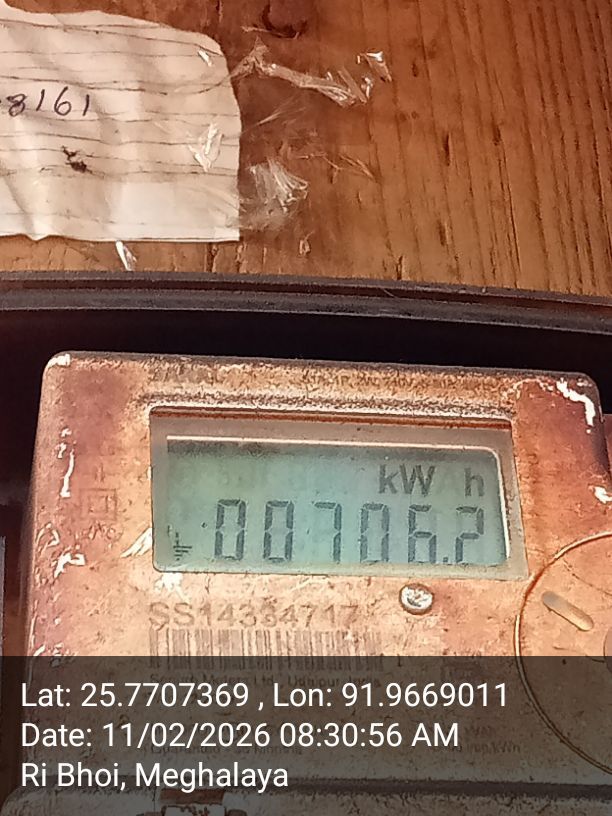 8161
kW h
00706.2
SS14334717
Lat: 25.7707369 , Lon: 91.9669011
Date: 11/02/2026 08:30:56 AM
Ri Bhoi, Meghalaya